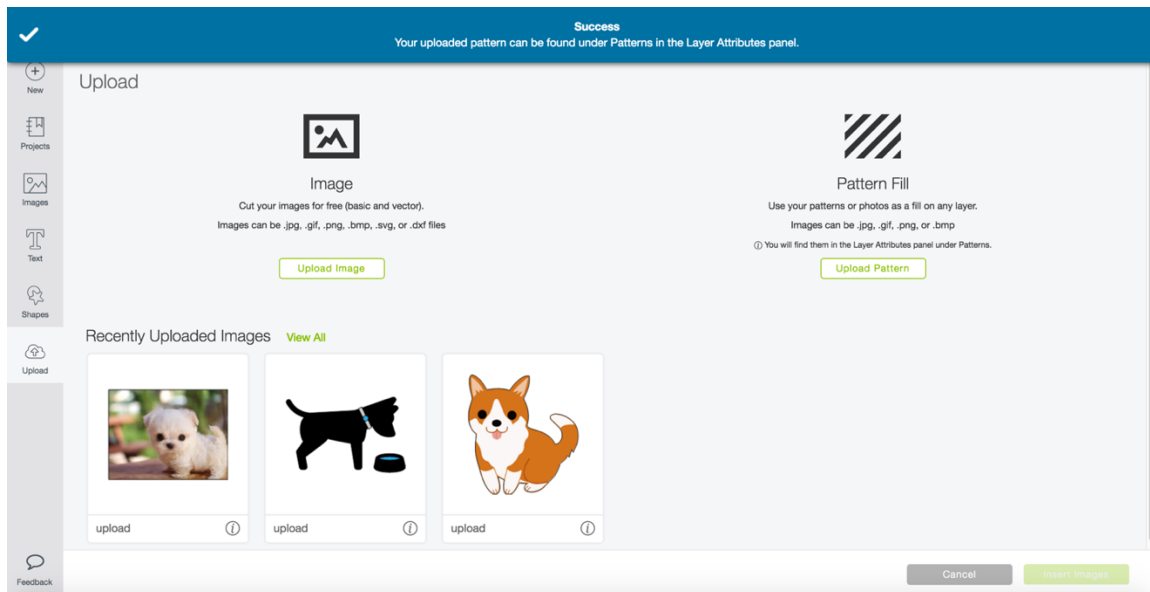 Success
Your uploaded pattern can be found under Patterns in the Layer Attributes panel.
New
Projects
Images
Text
Shapes
Upload
Feedback
Upload
Image
Cut your images for free (basic and vector).
Images can be .jpg, .gif, .png, .bmp, .svg, or .dxf files
Upload Image
Pattern Fill
Use your patterns or photos as a fill on any layer.
Images can be .jpg, .gif, .png, or .bmp
You will find them in the Layer Attributes panel under Patterns.
Upload Pattern
Recently Uploaded Images View All
upload
upload
upload
Cancel
Insert Images